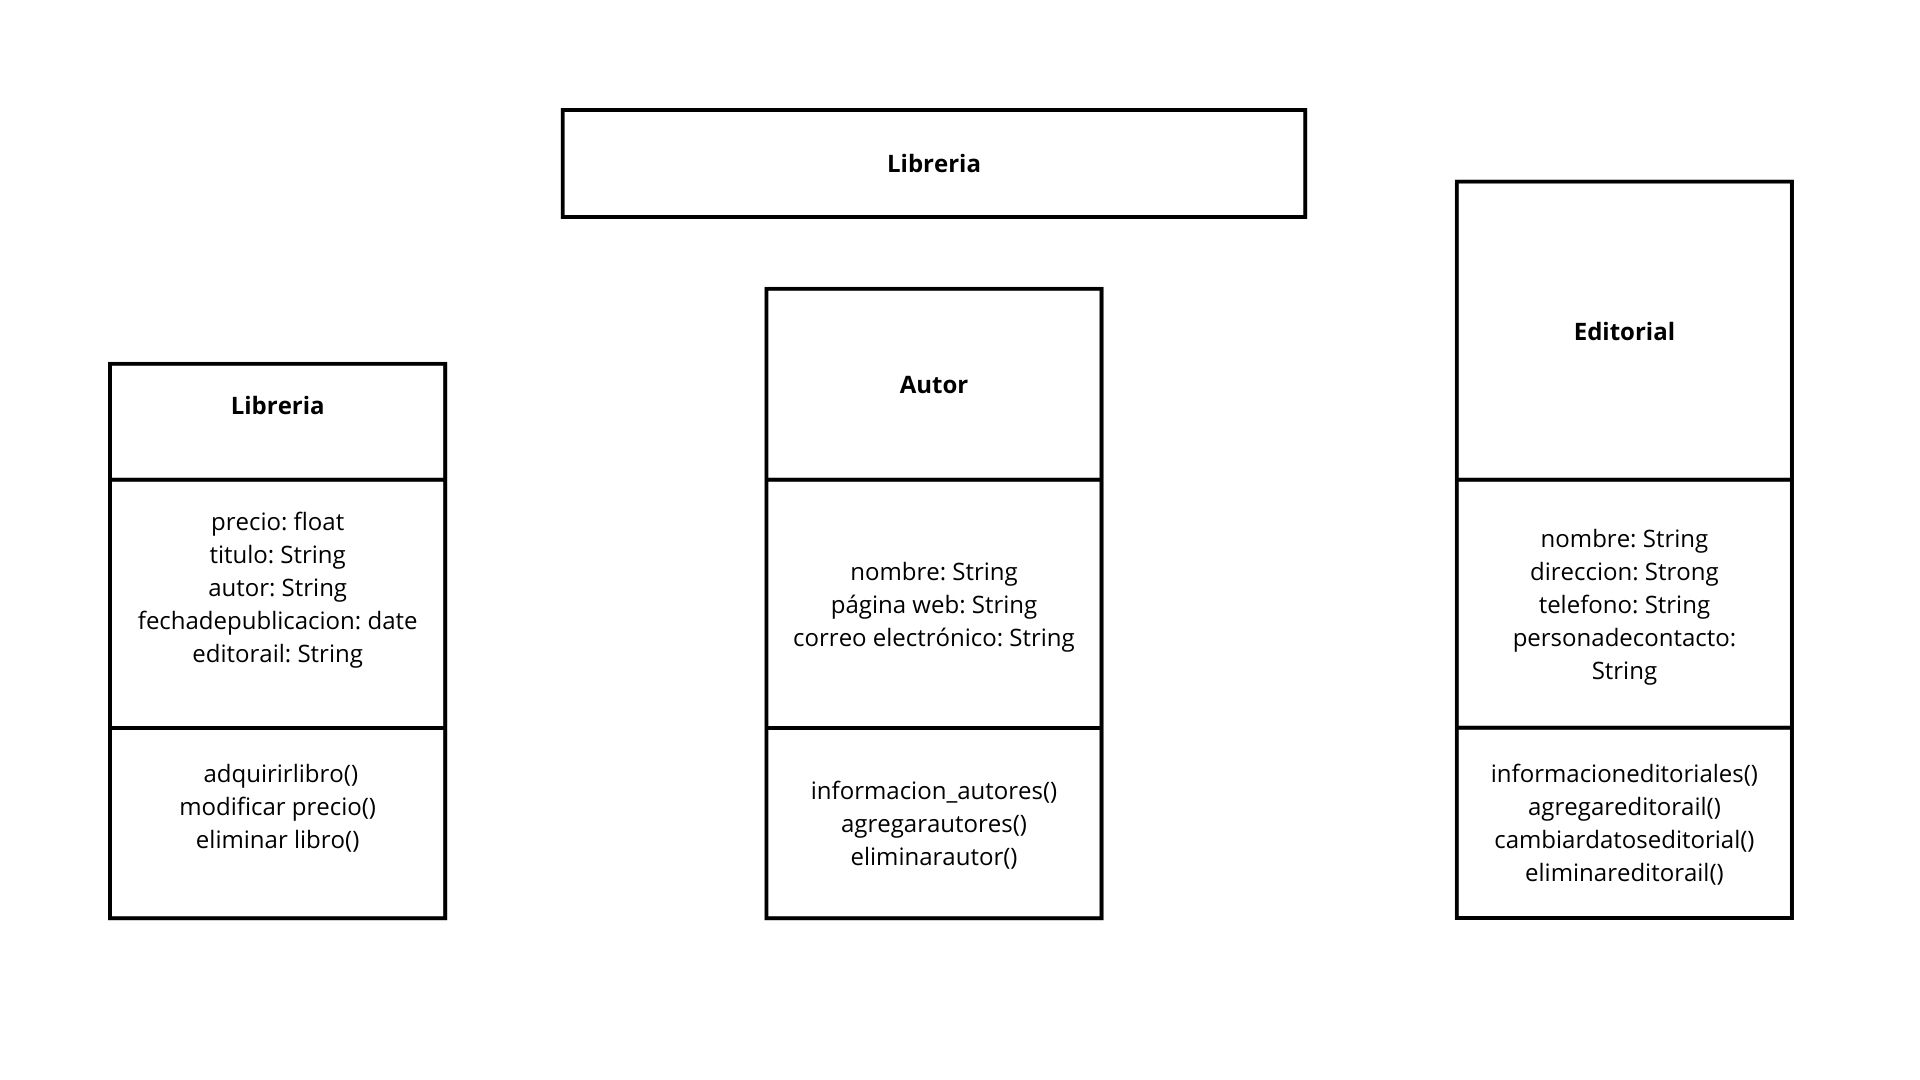 Libreria
Libreria
precio: float
titulo: String
autor: String
fechadepublicacion: date
editorail: String
adquirirlibro()
modificar precio()
eliminar libro()
Autor
nombre: String
página web: String
correo electrónico: String
informacion_autores()
agregarautores()
eliminarautor()
Editorial
nombre: String
direccion: Strong
telefono: String
personadecontacto:
String
informacioneditoriales()
agregareditorail()
cambiardatoseditorial()
eliminareditorail()